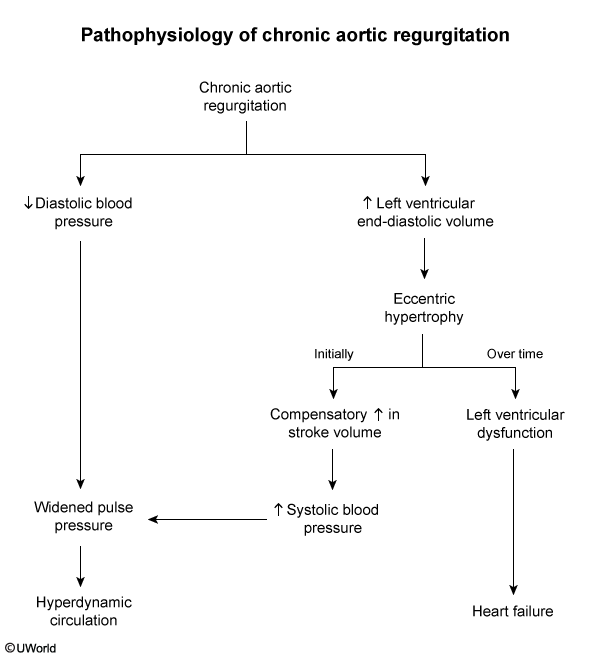 Pathophysiology of chronic aortic regurgitation
Chronic aortic
regurgitation
↓ Diastolic blood
pressure
↑ Left ventricular
end-diastolic volume
Eccentric
hypertrophy
Initially
Over time
Compensatory ↑ in
stroke volume
Left ventricular
dysfunction
Widened pulse
pressure
↑ Systolic blood
pressure
Hyperdynamic
circulation
Heart failure
©UWorld